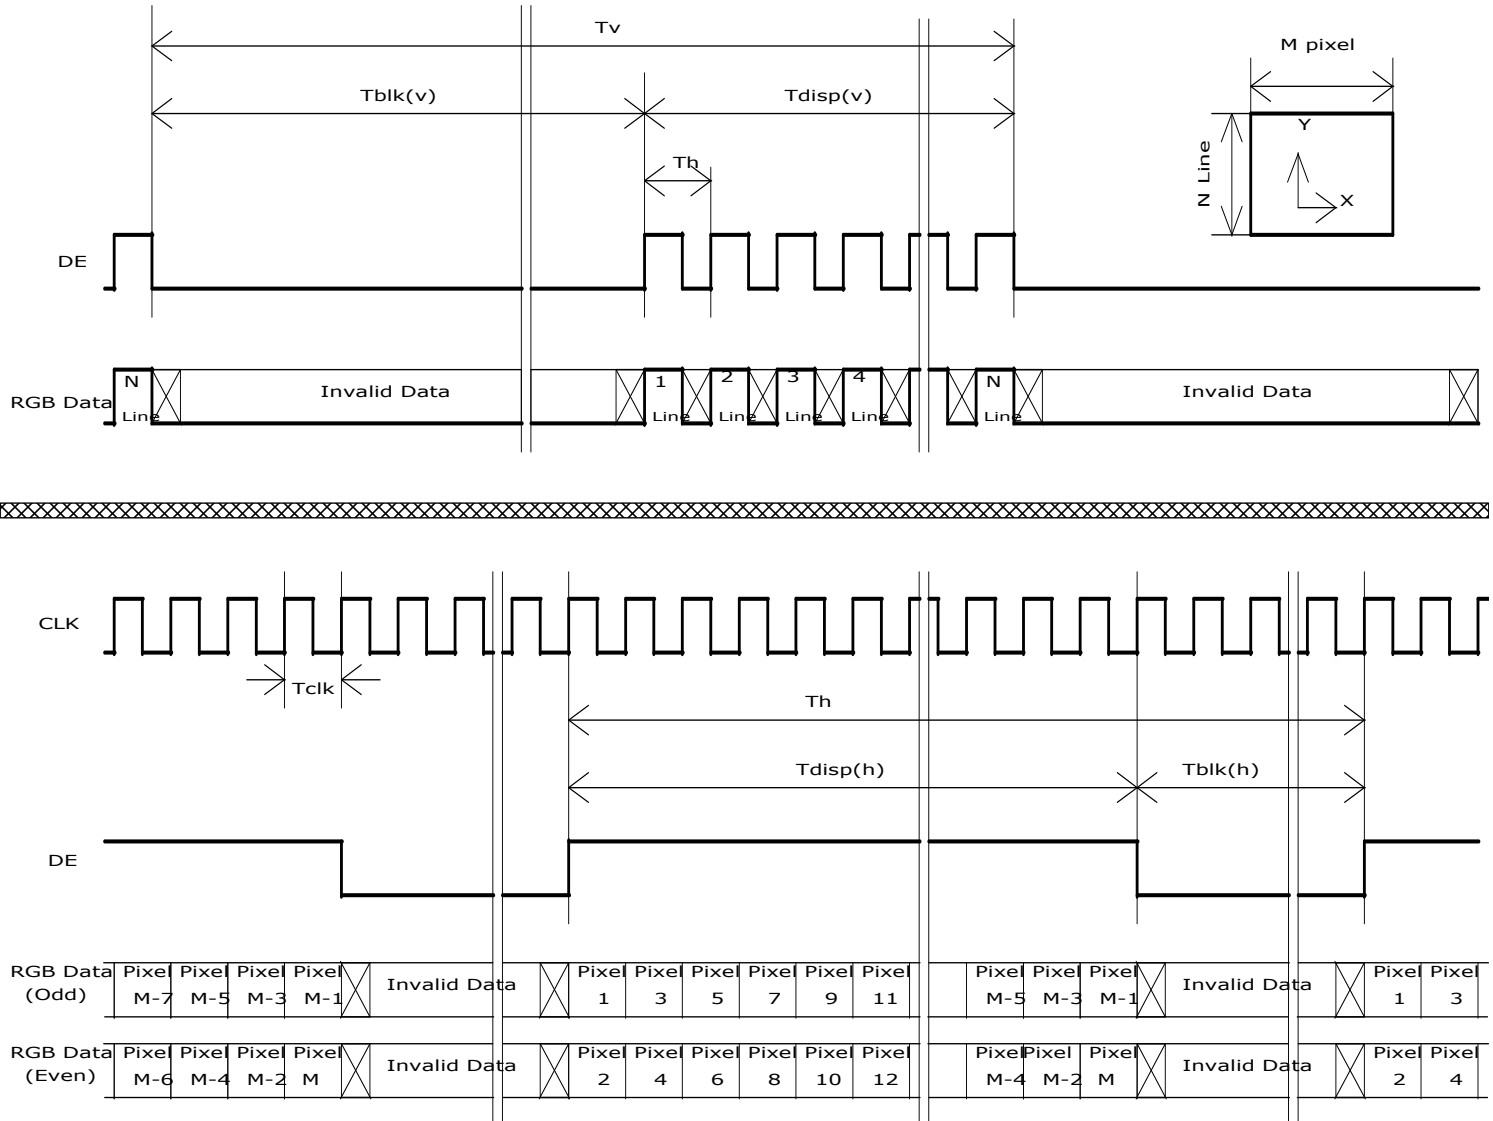 Tv
M pixel
Tblk(v)
Tdisp(v)
Th
N Line
Y
X
DE
RGB Data
N Line
Invalid Data
1 Line
2 Line
3 Line
4 Line
N Line
Invalid Data
CLK
Tclk
Th
Tdisp(h)
Tblk(h)
DE
RGB Data (Odd)
Pixel M-7
Pixel M-5
Pixel M-3
Pixel M-1
Invalid Data
Pixel 1
Pixel 3
Pixel 5
Pixel 7
Pixel 9
Pixel 11
Pixel M-5
Pixel M-3
Pixel M-1
Invalid Data
Pixel 1
Pixel 3
RGB Data (Even)
Pixel M-6
Pixel M-4
Pixel M-2
Pixel M
Invalid Data
Pixel 2
Pixel 4
Pixel 6
Pixel 8
Pixel 10
Pixel 12
Pixel M-4
Pixel M-2
Pixel M
Invalid Data
Pixel 2
Pixel 4